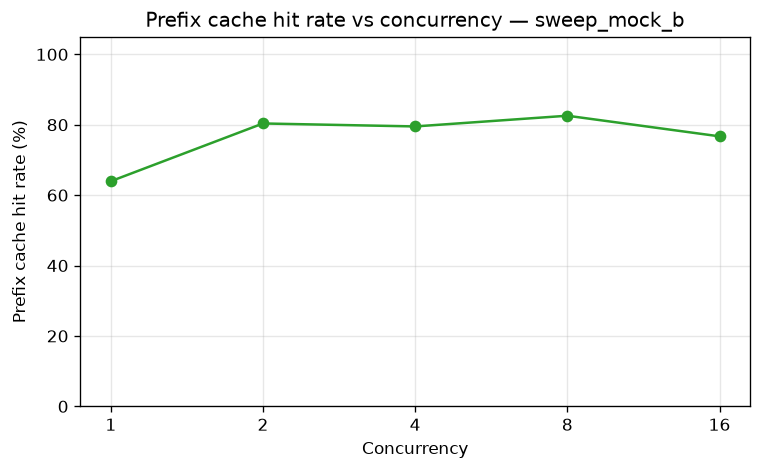 Prefix cache hit rate vs concurrency — sweep_mock_b
Prefix cache hit rate (%)
100
80
60
40
20
0
1 2 4 8 16
Concurrency